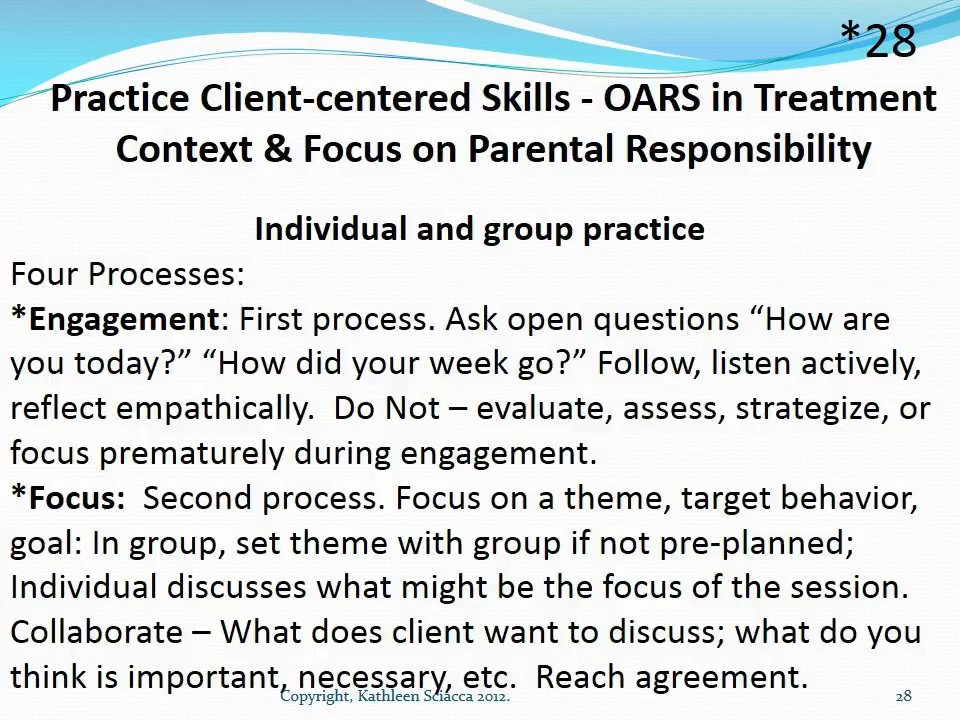 *28
Practice Client-centered Skills - OARS in Treatment
Context & Focus on Parental Responsibility
Individual and group practice
Four Processes:
*Engagement: First process. Ask open questions “How are
you today?” “How did your week go?” Follow, listen actively,
reflect empathically.  Do Not – evaluate, assess, strategize, or
focus prematurely during engagement.
*Focus:  Second process. Focus on a theme, target behavior,
goal: In group, set theme with group if not pre-planned;
Individual discusses what might be the focus of the session.
Collaborate – What does client want to discuss; what do you
think is important, necessary, etc.  Reach agreement.
Copyright, Kathleen Sciacca 2012.
28